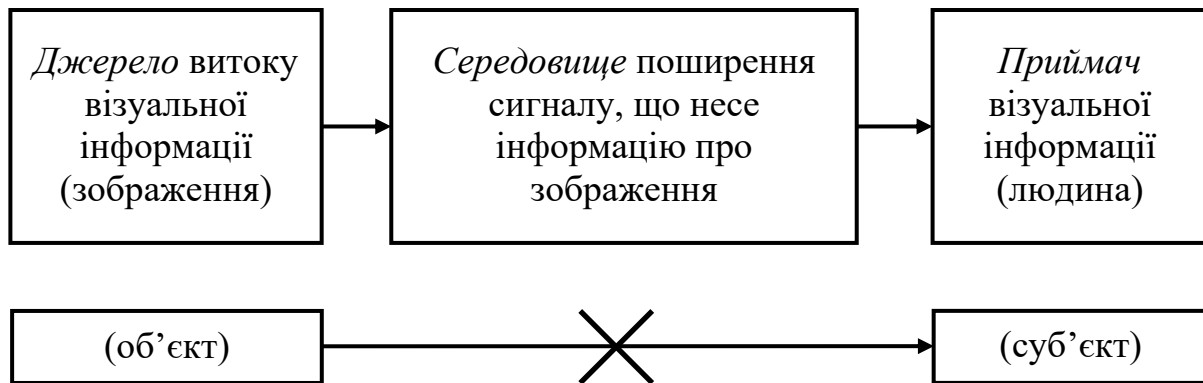 Джерело витоку
візуальної
інформації
(зображення)
Середовище поширення
сигналу, що несе
інформацію про
зображення
Приймач
візуальної
інформації
(людина)
(об’єкт)
(суб’єкт)